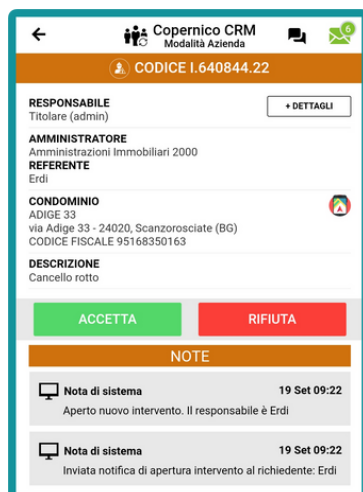 Copernico CRM
Modalità Azienda
6
CODICE I.640844.22
RESPONSABILE
Titolare (admin)
+ DETTAGLI
AMMINISTRATORE
Amministrazioni Immobiliari 2000
REFERENTE
Erdi
CONDOMINIO
ADIGE 33
via Adige 33 - 24020, Scanzorosciate (BG)
CODICE FISCALE 95168350163
DESCRIZIONE
Cancello rotto
ACCETTA
RIFIUTA
NOTE
Nota di sistema 19 Set 09:22
Aperto nuovo intervento. Il responsabile è Erdi
Nota di sistema 19 Set 09:22
Inviata notifica di apertura intervento al richiedente: Erdi